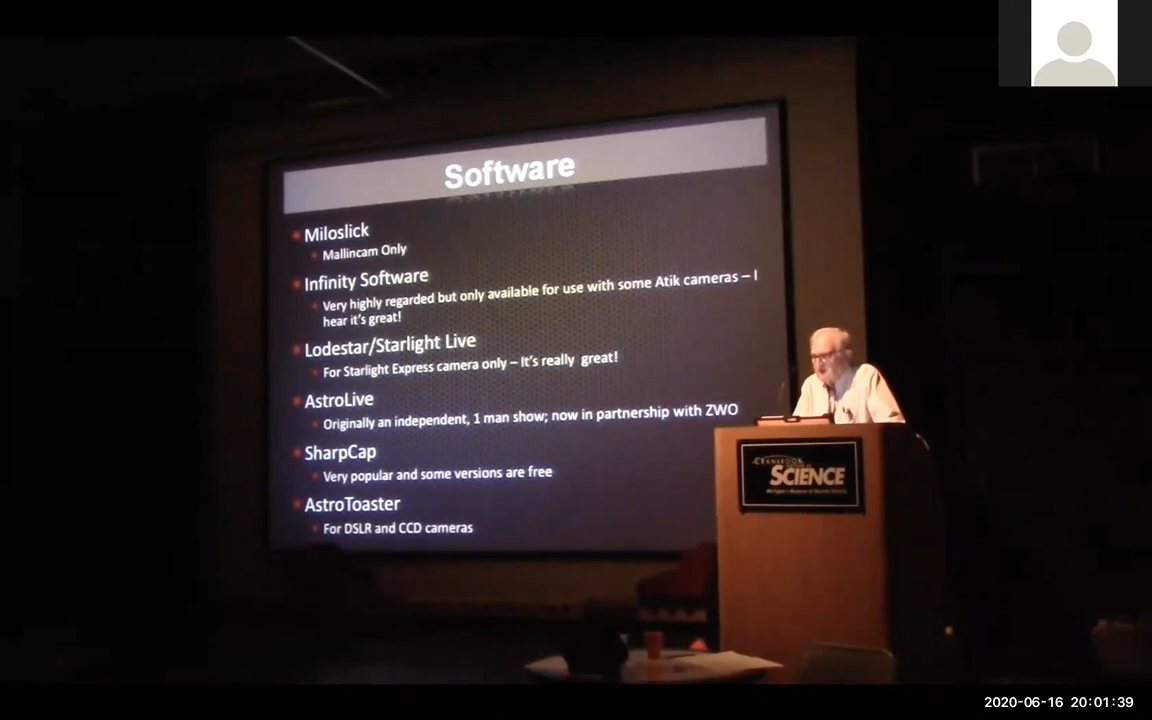 Software
Miloslick
Mallincam Only
Infinity Software
Very highly regarded but only available for use with some Atik cameras – I
hear it's great!
Lodestar/Starlight Live
For Starlight Express camera only – It's really  great!
AstroLive
Originally an independent, 1 man show; now in partnership with ZWO
SharpCap
Very popular and some versions are free
AstroToaster
For DSLR and CCD cameras
CRANBROOK
SCIENCE
2020-06-16 20:01:39